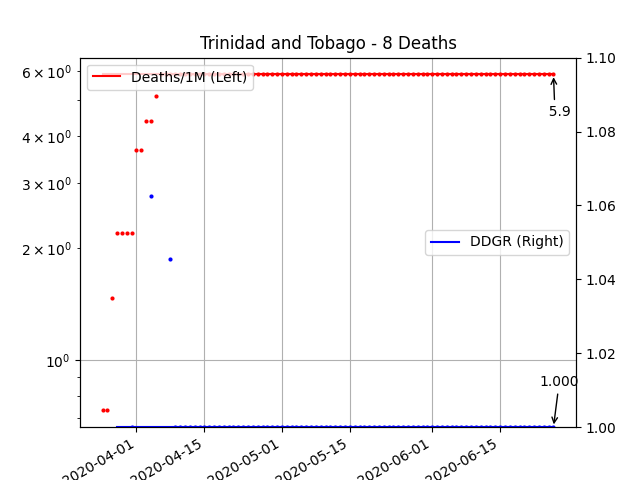 Trinidad and Tobago - 8 Deaths
Deaths/1M (Left)
DDGR (Right)
5.9
1.000
6 × 10⁰
4 × 10⁰
3 × 10⁰
2 × 10⁰
10⁰
1.10
1.08
1.06
1.04
1.02
1.00
2020-04-01
2020-04-15
2020-05-01
2020-05-15
2020-06-01
2020-06-15